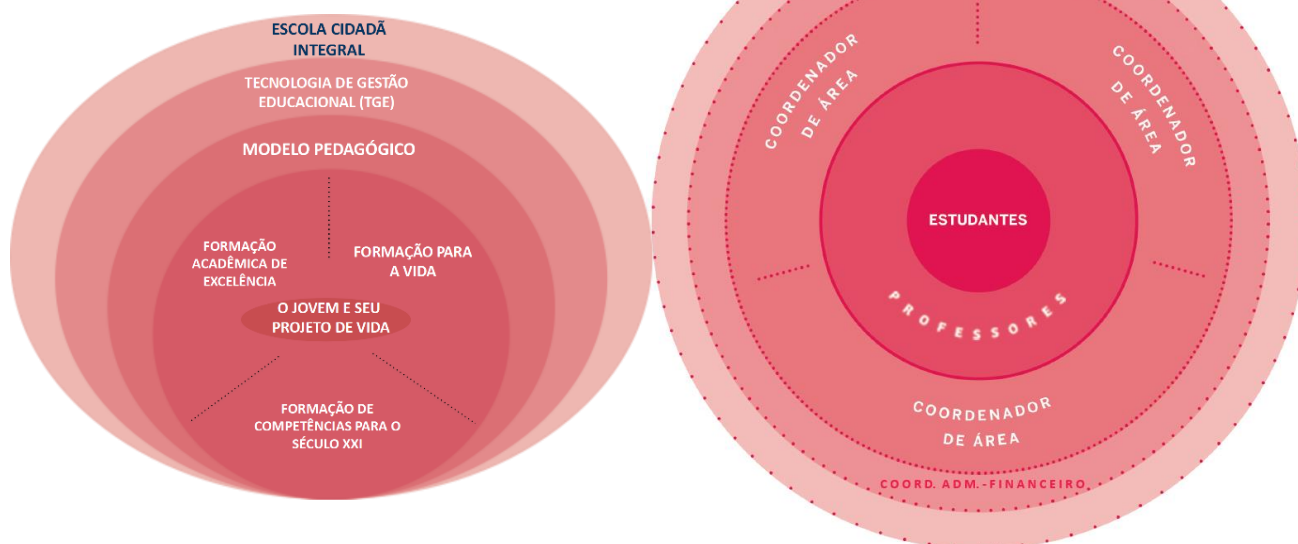 ESCOLA CIDADÃ
INTEGRAL
TECNOLOGIA DE GESTÃO
EDUCACIONAL (TGE)
MODELO PEDAGÓGICO
FORMAÇÃO
ACADÊMICA DE
EXCELÊNCIA
FORMAÇÃO PARA
A VIDA
O JOVEM E SEU
PROJETO DE VIDA
FORMAÇÃO DE
COMPETÊNCIAS PARA O
SÉCULO XXI
COORDENADOR
DE ÁREA
COORDENADOR
DE ÁREA
ESTUDANTES
PROFESSORES
COORDENADOR
DE ÁREA
COORD. ADM.-FINANCEIRO